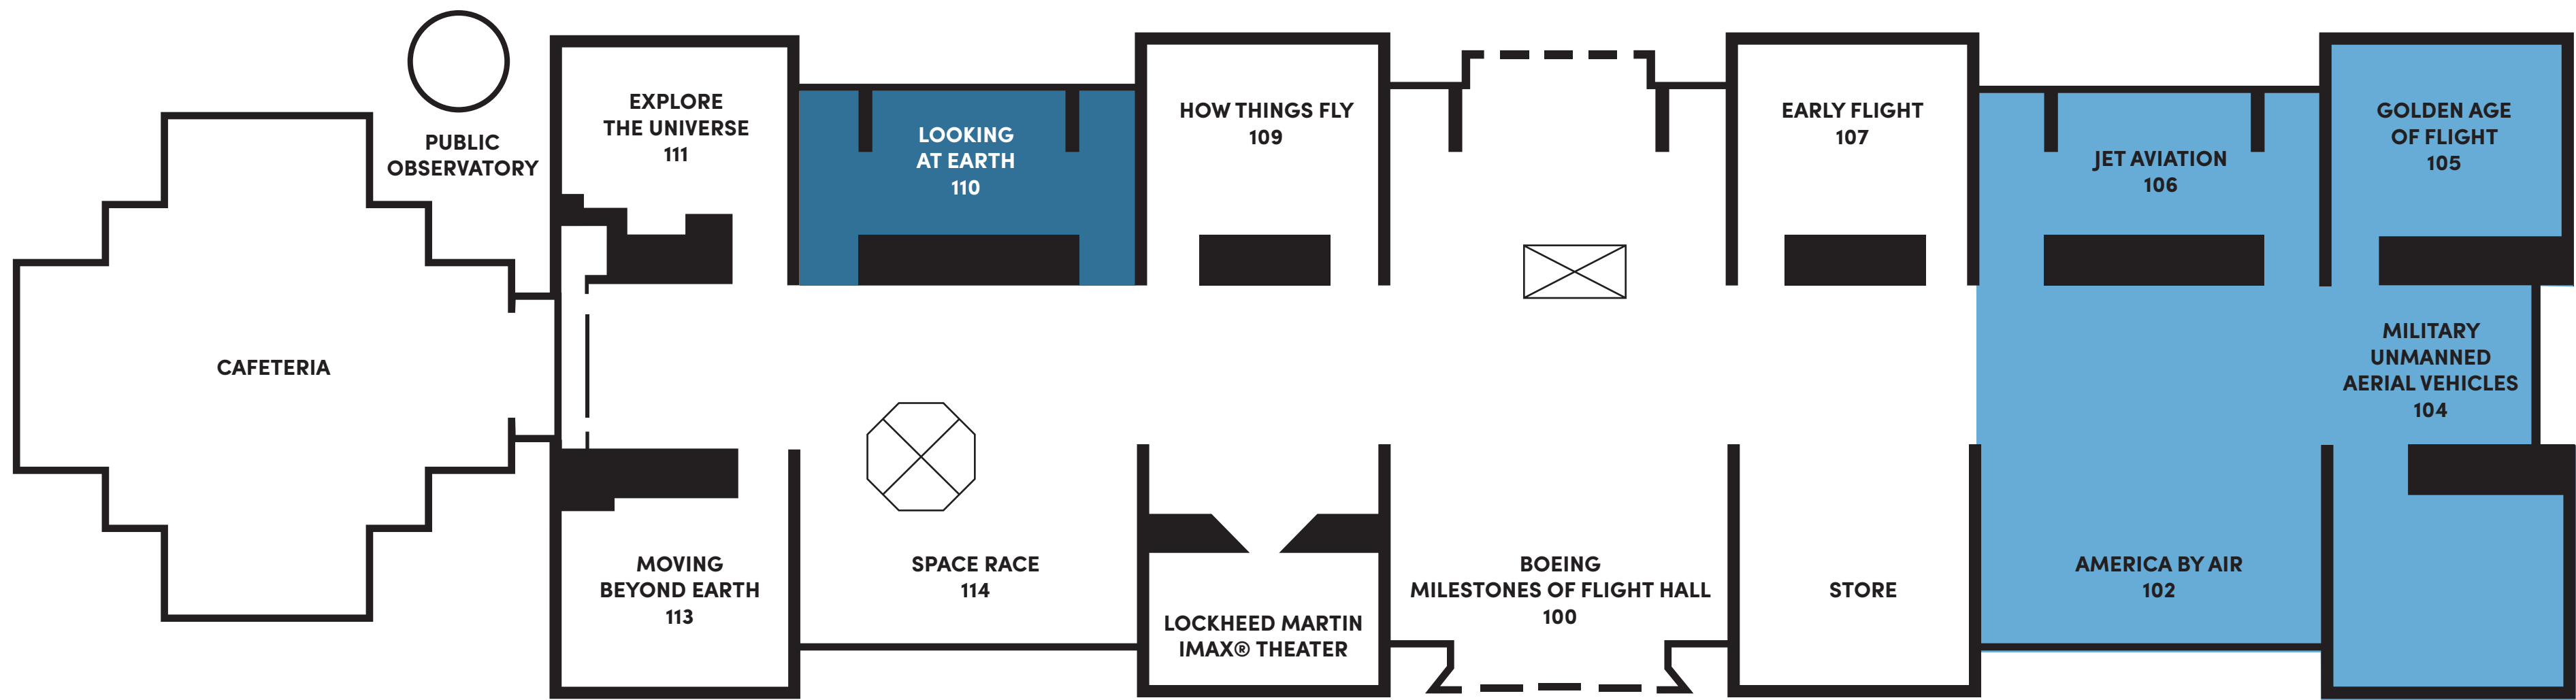 PUBLIC
OBSERVATORY
CAFETERIA
EXPLORE
THE UNIVERSE
111
LOOKING
AT EARTH
110
HOW THINGS FLY
109
EARLY FLIGHT
107
JET AVIATION
106
GOLDEN AGE
OF FLIGHT
105
MILITARY
UNMANNED
AERIAL VEHICLES
104
MOVING
BEYOND EARTH
113
SPACE RACE
114
LOCKHEED MARTIN
IMAX® THEATER
BOEING
MILESTONES OF FLIGHT HALL
100
STORE
AMERICA BY AIR
102